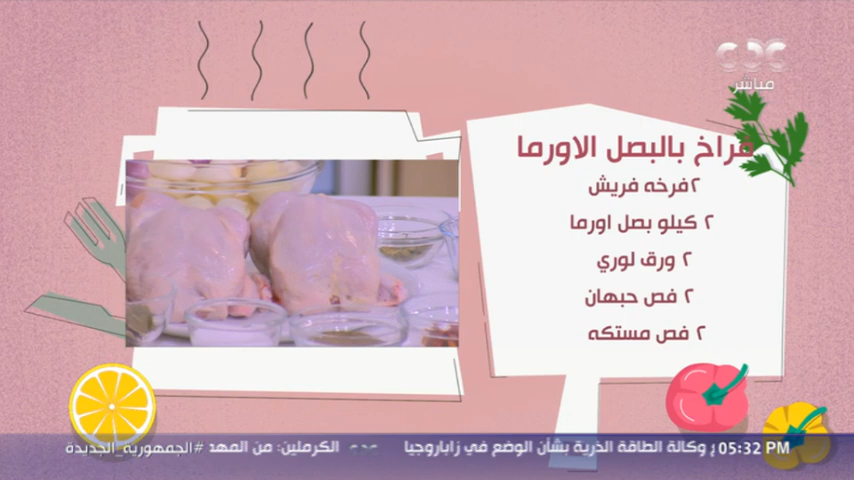 cbc
مباشر
فراخ بالبصل الاورما
٢فرخه فريش
٢ كيلو بصل اورما
٢ ورق لوري
٢ فص حبهان
٢ فص مستكه
05:32 PM
وكالة الطاقة الذرية بشأن الوضع في زاباروجيا cbc الكرملين: من المهد
#الجمهورية_الجديدة